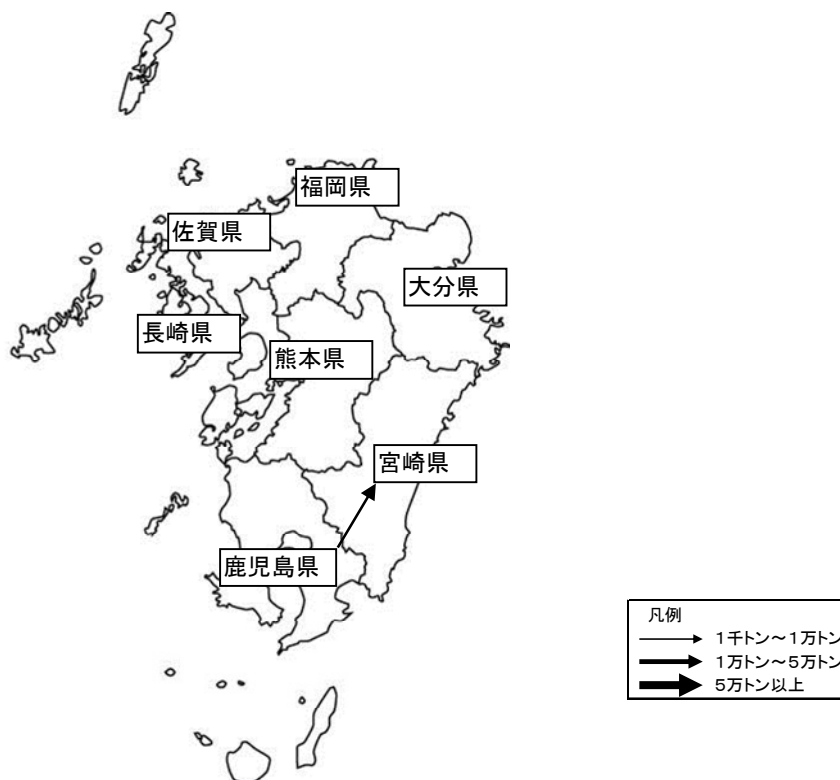 福岡県
佐賀県
大分県
長崎県
熊本県
宮崎県
鹿児島県
凡例
1千トン～1万トン
1万トン～5万トン
5万トン以上